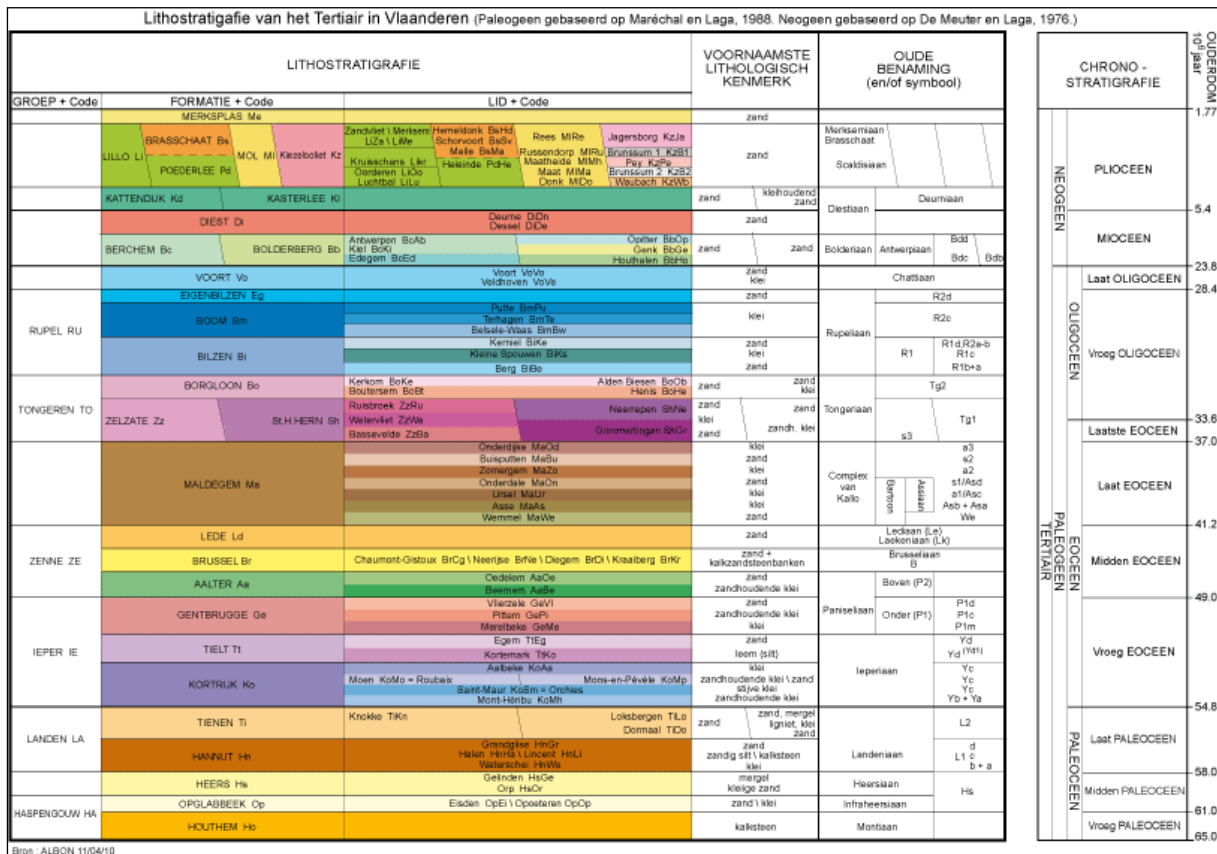 Lithostratigafie van het Tertiair in Vlaanderen (Paleogeen gebaseerd op Maréchal en Laga, 1988. Neogeen gebaseerd op De Meuter en Laga, 1976.)
LITHOSTRATIGRAFIE
VOORNAAMSTE
LITHOLOGISCH
KENMERK
OUDE
BENAMING
(en/of symbool)
CHRONO -
STRATIGRAFIE
OUDERDOM
10⁶ jaar
GROEP + Code
FORMATIE + Code
LID + Code
MERKSPLAS Me
zand
1.77
LILLO Li
BRASSCHAAT Bs
POEDERLEE Pd
MOL Ml
Kiezelooliet Kz
Zandvliet \ Merksem
LiZa \ LiMe
Kruisschans Likr
Oorderen LiOo
Luchtbal LiLu
Hemeldonk BsHd
Schorvoort BsSv
Malle BsMa
Heieinde PdHe
Rees MlRe
Russendorp MlRu
Maatheide MlMh
Maat MlMa
Donk MlDo
Jagersborg KzJa
Brunssum 1 KzB1
Pey KzPe
Brunssum 2 KzB2
Waubach KzWb
zand
Merksemiaan
Brasschaat
Scaldisiaan
NEOGEEN
PLIOCEEN
KATTENDIJK Kd
KASTERLEE Kl
zand
kleihoudend
zand
Diestiaan
Deurniaan
5.4
DIEST Di
Deurne DiDn
Dessel DiDe
zand
MIOCEEN
BERCHEM Bc
BOLDERBERG Bb
Antwerpen BcAb
Kiel BcKi
Edegem BcEd
Opitter BbOp
Genk BbGe
Houthalen BbHo
zand
zand
Bolderiaan
Antwerpiaan
Bdd
Bdc
Bdb
23.8
VOORT Vo
Voort VoVo
Veldhoven VoVe
zand
klei
Chattiaan
Laat OLIGOCEEN
28.4
RUPEL RU
EIGENBILZEN Eg
zand
R2d
BOOM Bm
Putte BmPu
Terhagen BmTe
Belsele-Waas BmBw
klei
Rupeliaan
R2c
OLIGOCEEN
Vroeg OLIGOCEEN
BILZEN Bi
Kerniel BiKe
Kleine Spouwen BiKs
Berg BiBe
zand
klei
zand
R1
R1d,R2a-b
R1c
R1b+a
TONGEREN TO
BORGLOON Bo
Kerkom BoKe
Boutersem BoBt
Alden Biesen BoOb
Henis BoHe
zand
zand
klei
Tongeriaan
Tg2
ZELZATE Zz
St.H.HERN Sh
Ruisbroek ZzRu
Watervliet ZzWa
Bassevelde ZzBa
Neerrepen ShNe
Grimmertingen ShGr
zand
klei
zand
zand
zandh. klei
s3
Tg1
33.6
Laatste EOCEEN
37.0
MALDEGEM Ma
Onderdijke MaOd
Buisputten MaBu
Zomergem MaZo
Onderdale MaOn
Ursel MaUr
Asse MaAs
Wemmel MaWe
klei
zand
klei
zand
klei
klei
zand
Complex
van
Kallo
Bartoon
Assiaan
a3
s2
a2
s1/Asd
a1/Asc
Asb + Asa
We
Laat EOCEEN
41.2
ZENNE ZE
LEDE Ld
zand
Lediaan (Le)
Laekeniaan (Lk)
BRUSSEL Br
Chaumont-Gistoux BrCg \ Neerijse BrNe \ Diegem BrDi \ Kraaiberg BrKr
zand +
kalkzandsteenbanken
Brusseliaan
B
TERTIAIR
PALEOGEEN
EOCEEN
Midden EOCEEN
AALTER Aa
Oedelem AaOe
Beernem AaBe
zand
zandhoudende klei
Paniseliaan
Boven (P2)
49.0
IEPER IE
GENTBRUGGE Ge
Vlierzele GeVl
Pittem GePi
Merelbeke GeMe
zand
zandhoudende klei
klei
Onder (P1)
P1d
P1c
P1m
TIELT Tt
Egem TtEg
Kortemark TtKo
zand
leem (silt)
Ieperiaan
Yd
Yd (Yd1)
Vroeg EOCEEN
KORTRIJK Ko
Aalbeke KoAa
Moen KoMo = Roubaix
Mons-en-Pévèle KoMp
Saint-Maur KoSm = Orchies
Mont-Héribu KoMh
klei
zandhoudende klei \ zand
stijve klei
zandhoudende klei
Yc
Yc
Yc
Yb + Ya
54.8
LANDEN LA
TIENEN Ti
Knokke TiKn
Loksbergen TiLo
Dormaal TiDo
zand
zand, mergel
ligniet, klei
zand
Landeniaan
L2
HANNUT Hn
Grandglise HnGr
Halen HnHa \ Lincent HnLi
Waterschei HnWa
zand
zandig silt \ kalksteen
klei
L1
d
c
b + a
PALEOCEEN
Laat PALEOCEEN
58.0
HEERS Hs
Gelinden HsGe
Orp HsOr
mergel
kleiige zand
Heersiaan
Hs
Midden PALEOCEEN
HASPENGOUW HA
OPGLABBEEK Op
Eisden OpEi \ Opoeteren OpOp
zand \ klei
Infraheersiaan
61.0
HOUTHEM Ho
kalksteen
Montiaan
Vroeg PALEOCEEN
65.0
Bron : ALBON 11/04/10